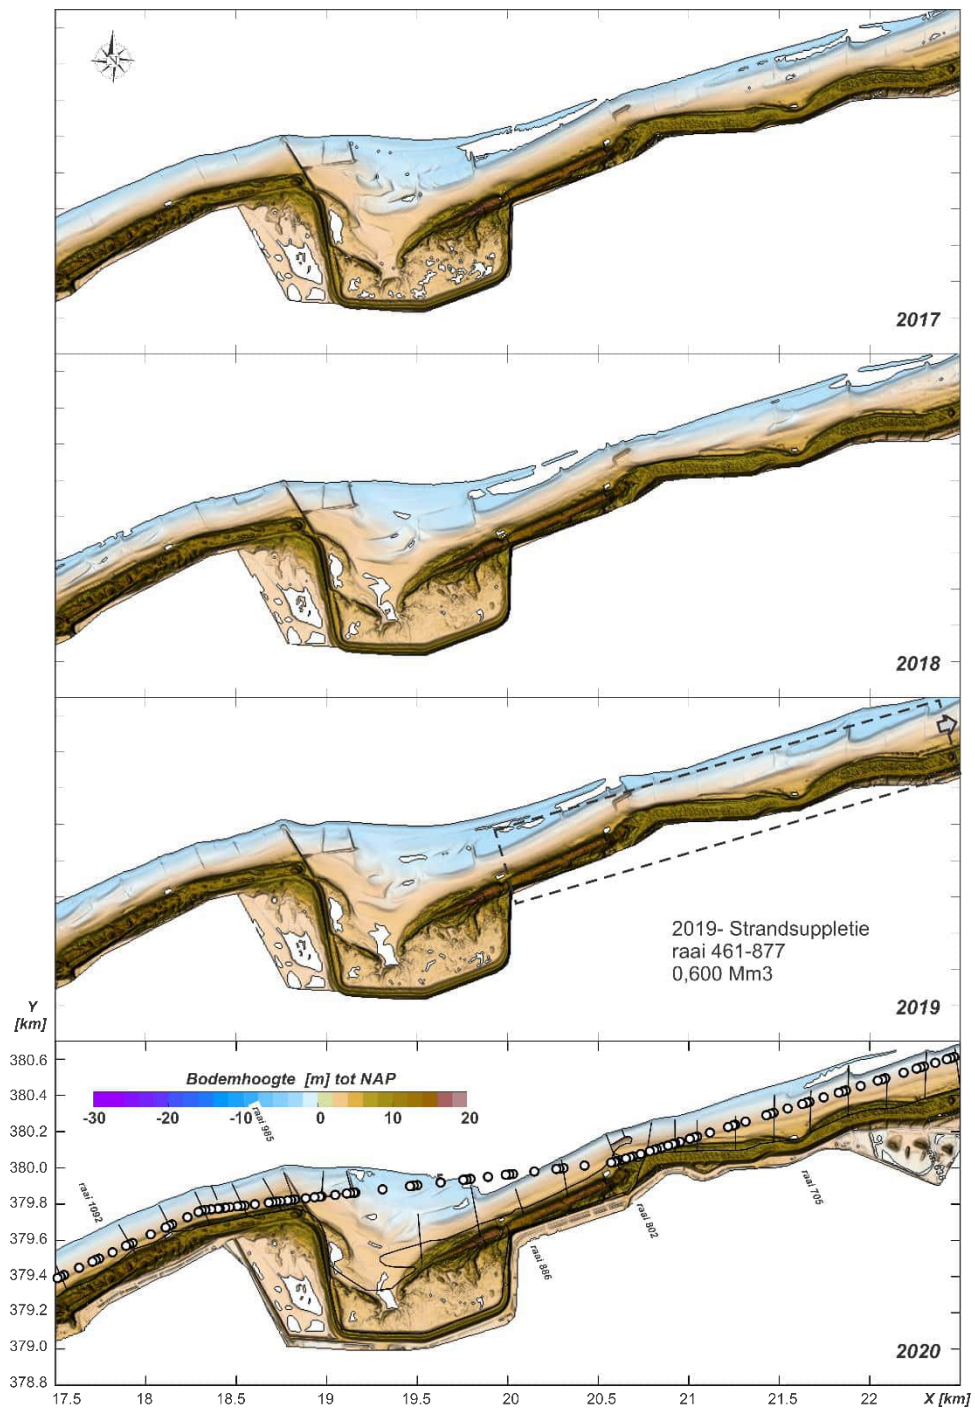 N
2017
2018
2019- Strandsuppletie
raai 461-877
0,600 Mm3
2019
Y
[km]
380.6
380.4
380.2
380.0
379.8
379.6
379.4
379.2
379.0
378.8
Bodemhoogte [m] tot NAP
-30 -20 -10 0 10 20
raai 985
raai 1092
raai 886
raai 802
raai 705
2020
17.5 18 18.5 19 19.5 20 20.5 21 21.5 22 X [km]